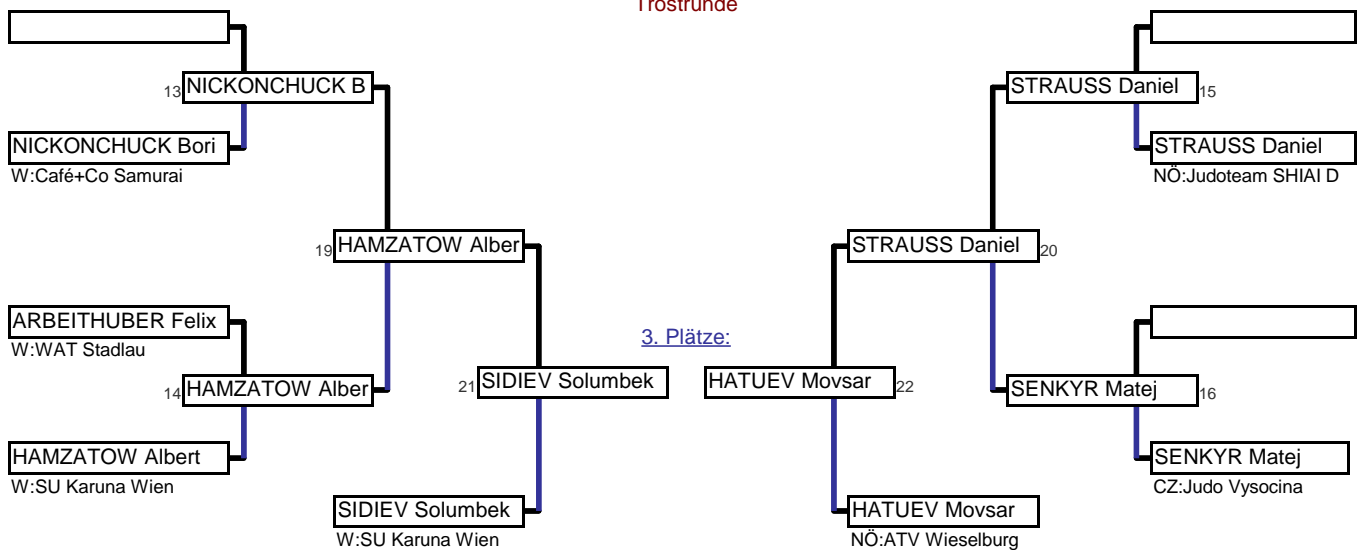 Trostrunde
13 NICKONCHUCK B
STRAUSS Daniel 15
NICKONCHUCK Bori
STRAUSS Daniel
W:Café+Co Samurai
NÖ:Judoteam SHIAI D
19 HAMZATOW Alber
STRAUSS Daniel 20
ARBEITHUBER Felix
W:WAT Stadlau
3. Plätze:
14 HAMZATOW Alber
21 SIDIEV Solumbek
HATUEV Movsar 22
SENKYR Matej 16
HAMZATOW Albert
SENKYR Matej
W:SU Karuna Wien
CZ:Judo Vysocina
SIDIEV Solumbek
HATUEV Movsar
W:SU Karuna Wien
NÖ:ATV Wieselburg